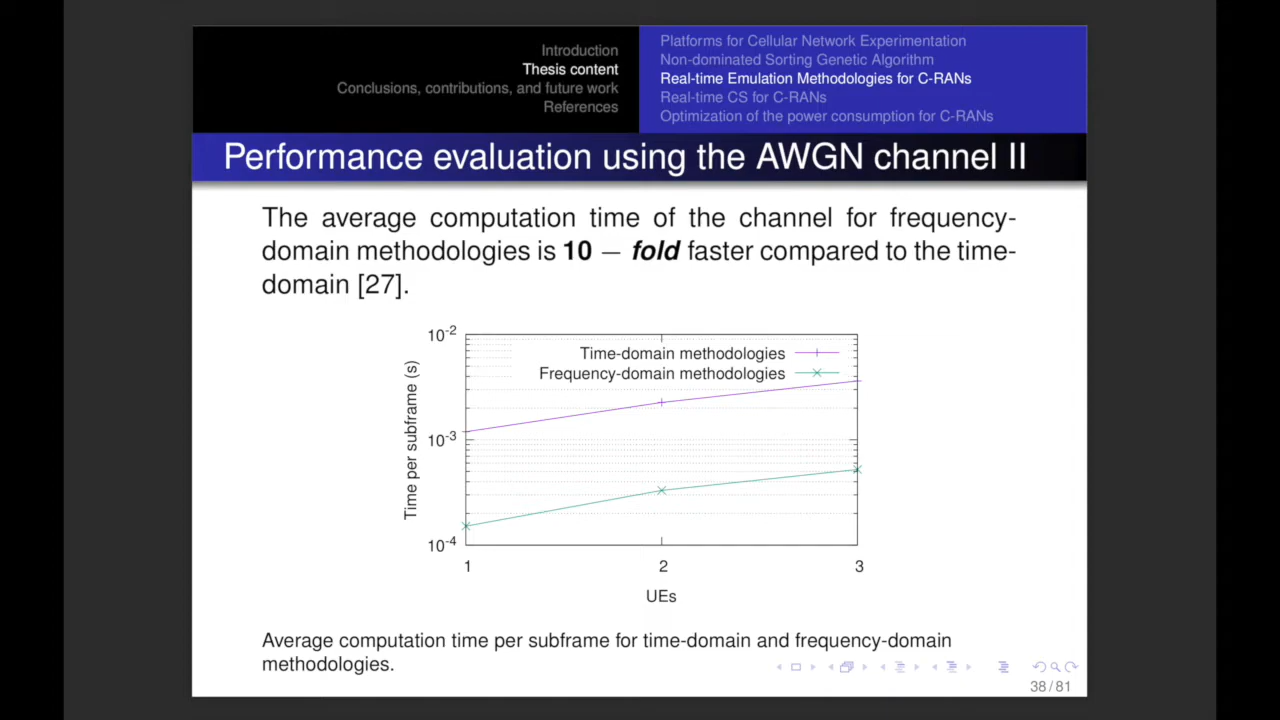 Introduction
Thesis content
Conclusions, contributions, and future work
References
Platforms for Cellular Network Experimentation
Non-dominated Sorting Genetic Algorithm
Real-time Emulation Methodologies for C-RANs
Real-time CS for C-RANs
Optimization of the power consumption for C-RANs
Performance evaluation using the AWGN channel II
The average computation time of the channel for frequency-
domain methodologies is 10 − fold faster compared to the time-
domain [27].
10-2
Time-domain methodologies
Frequency-domain methodologies
Time per subframe (s)
10-3
10-4
1 2 3
UEs
Average computation time per subframe for time-domain and frequency-domain
methodologies.
38 / 81